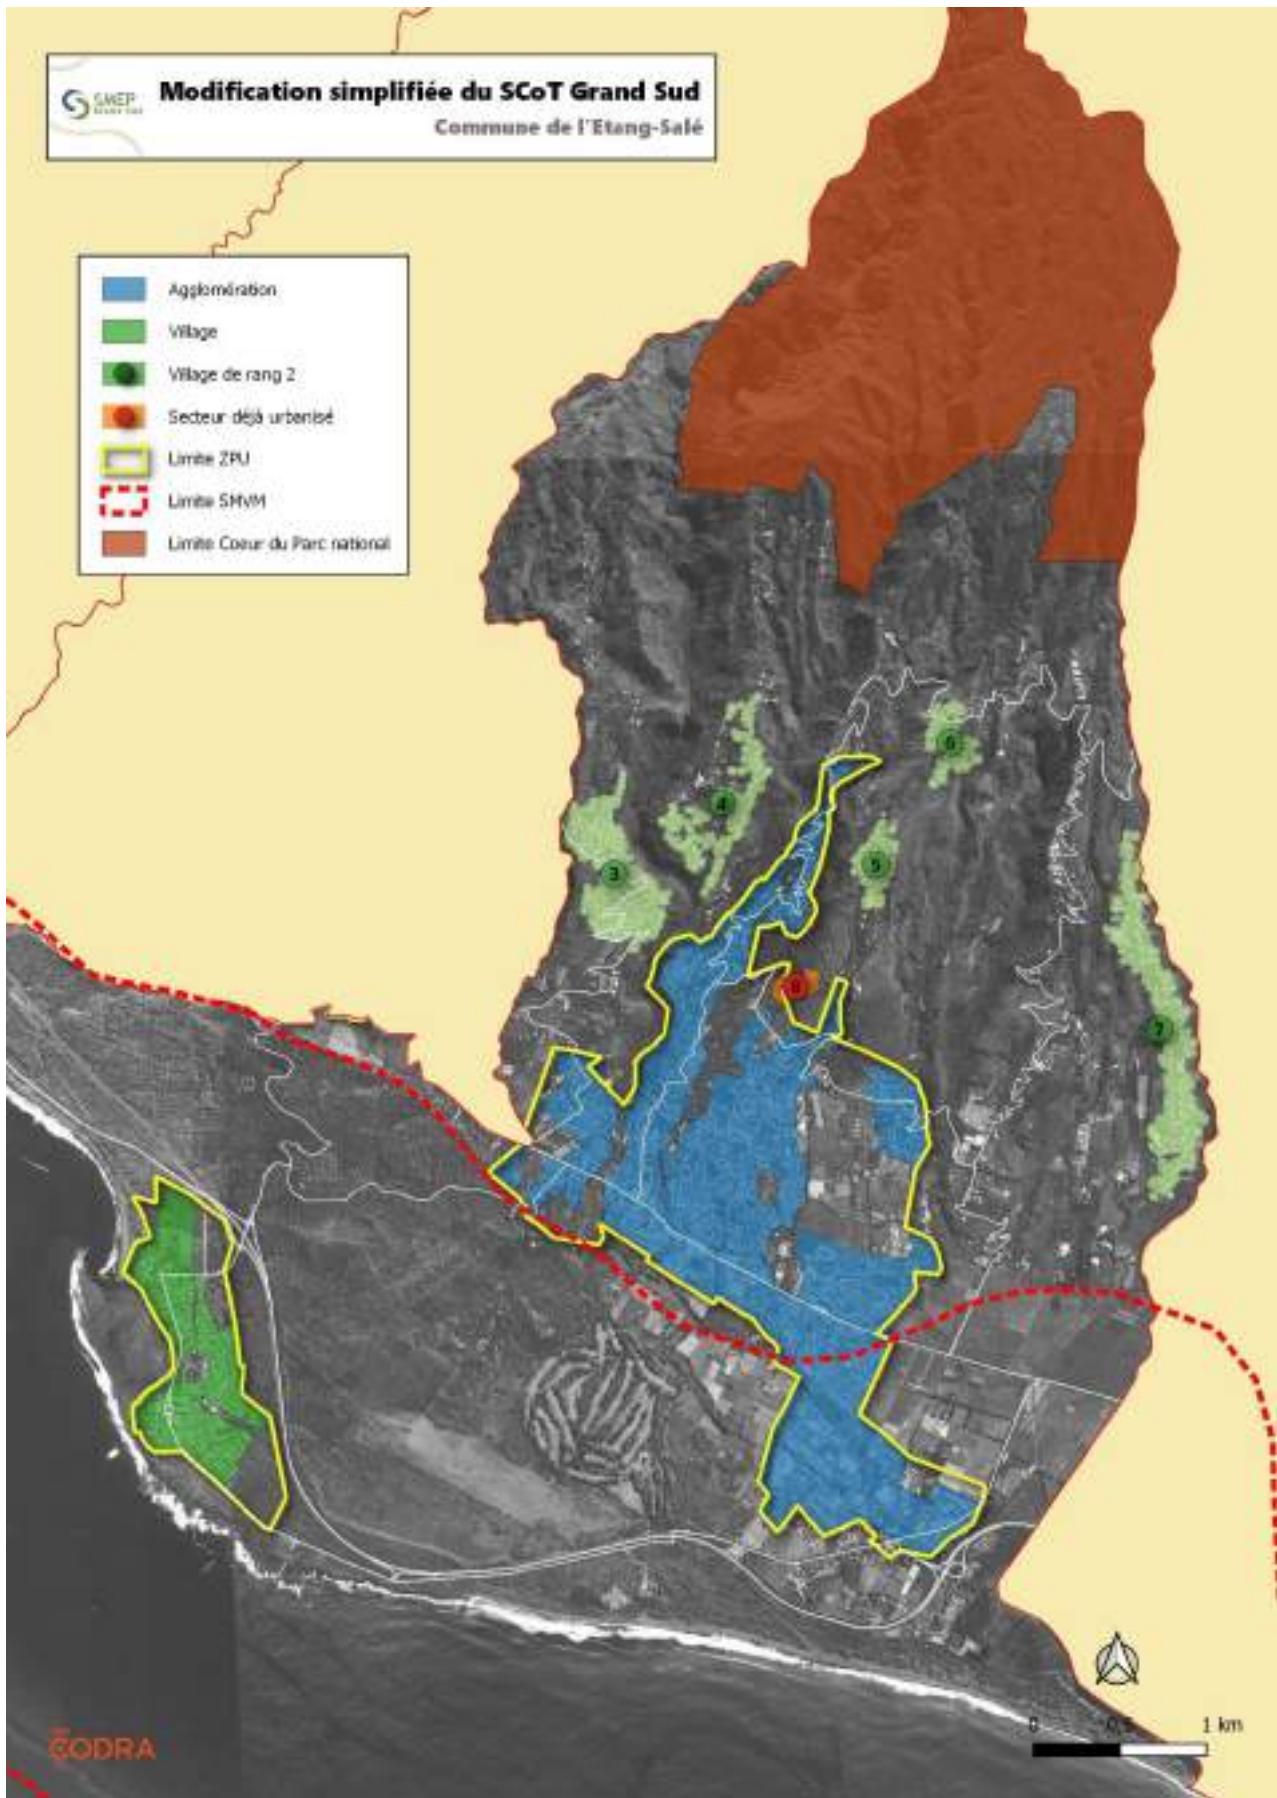 SMEP
Modification simplifiée du SCoT Grand Sud
Commune de l'Etang-Salé
Agglomération
Village
Village de rang 2
Secteur déjà urbanisé
Limite ZPU
Limite SMVM
Limite Coeur du Parc national
6
4
5
3
8
7
0 0,5 1 km
CODRA